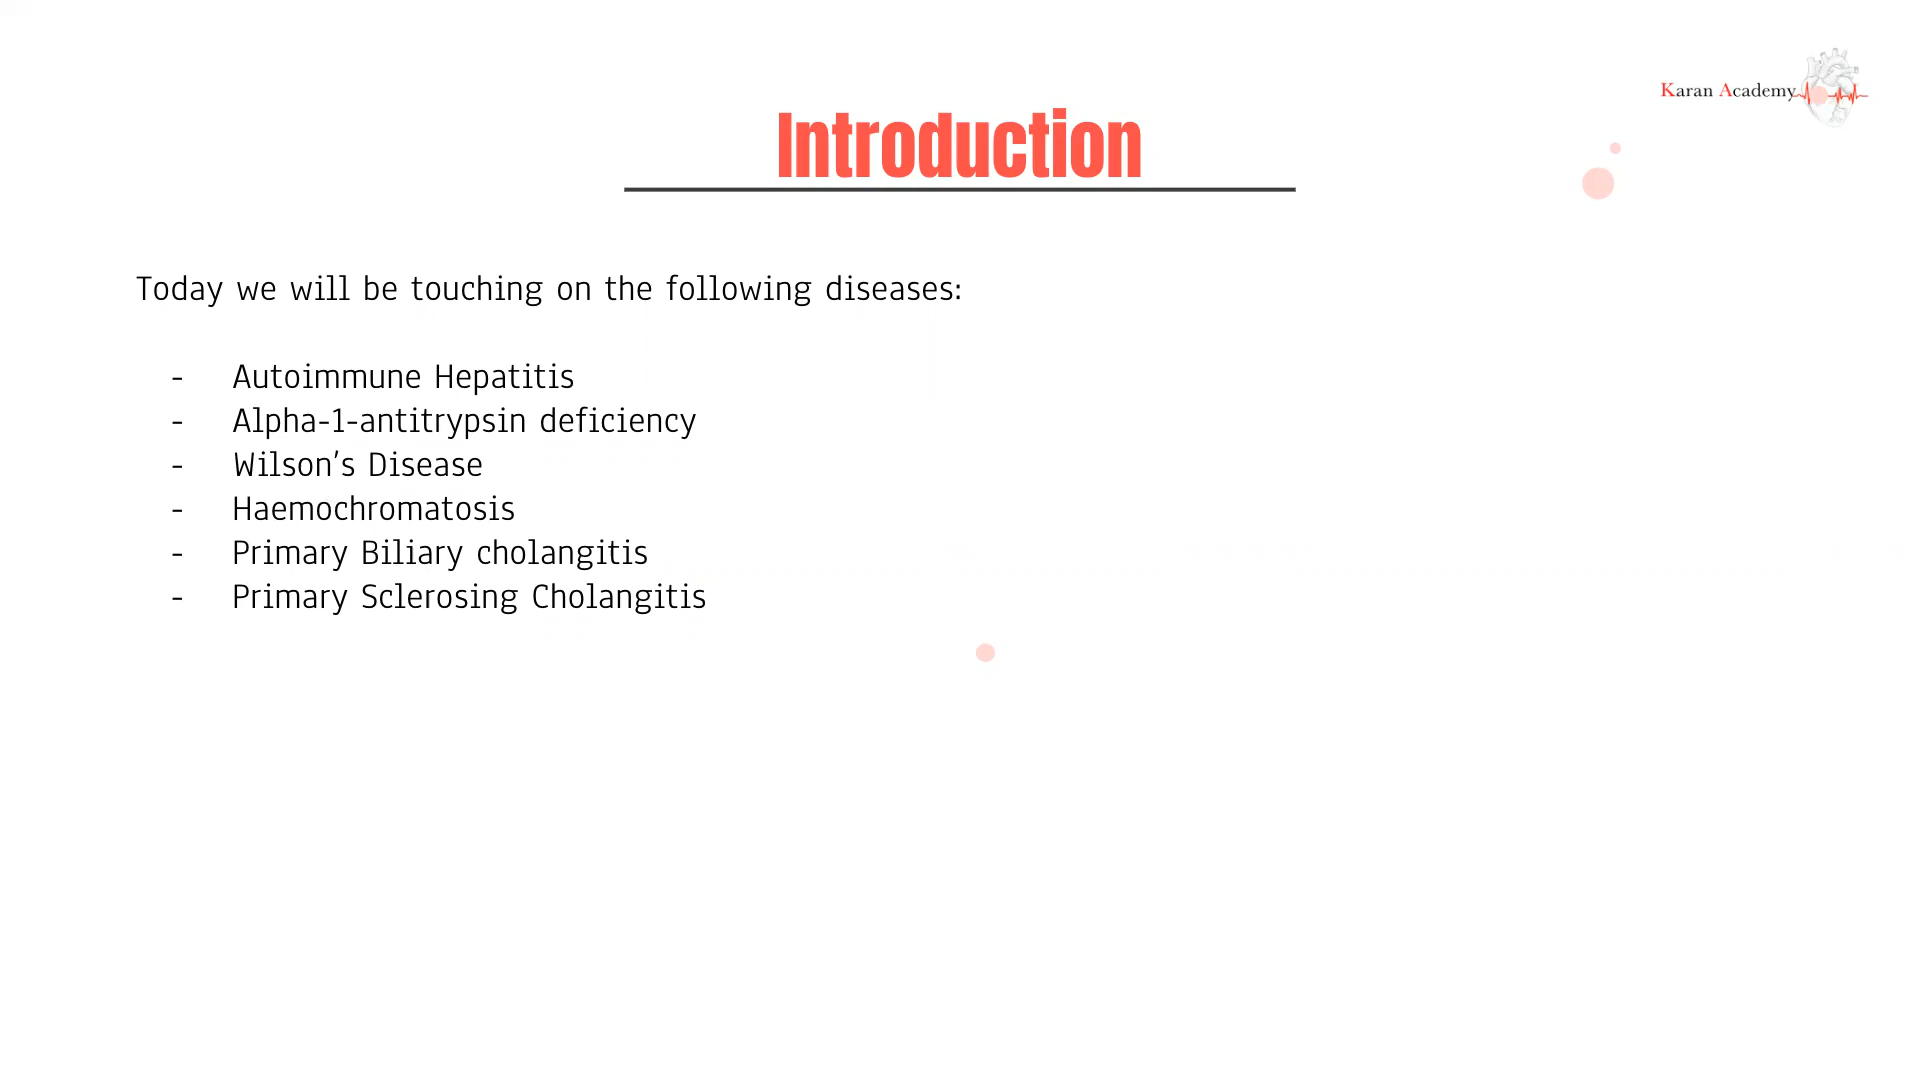 Karan Academy
Introduction
Today we will be touching on the following diseases:
- Autoimmune Hepatitis
- Alpha-1-antitrypsin deficiency
- Wilson's Disease
- Haemochromatosis
- Primary Biliary cholangitis
- Primary Sclerosing Cholangitis